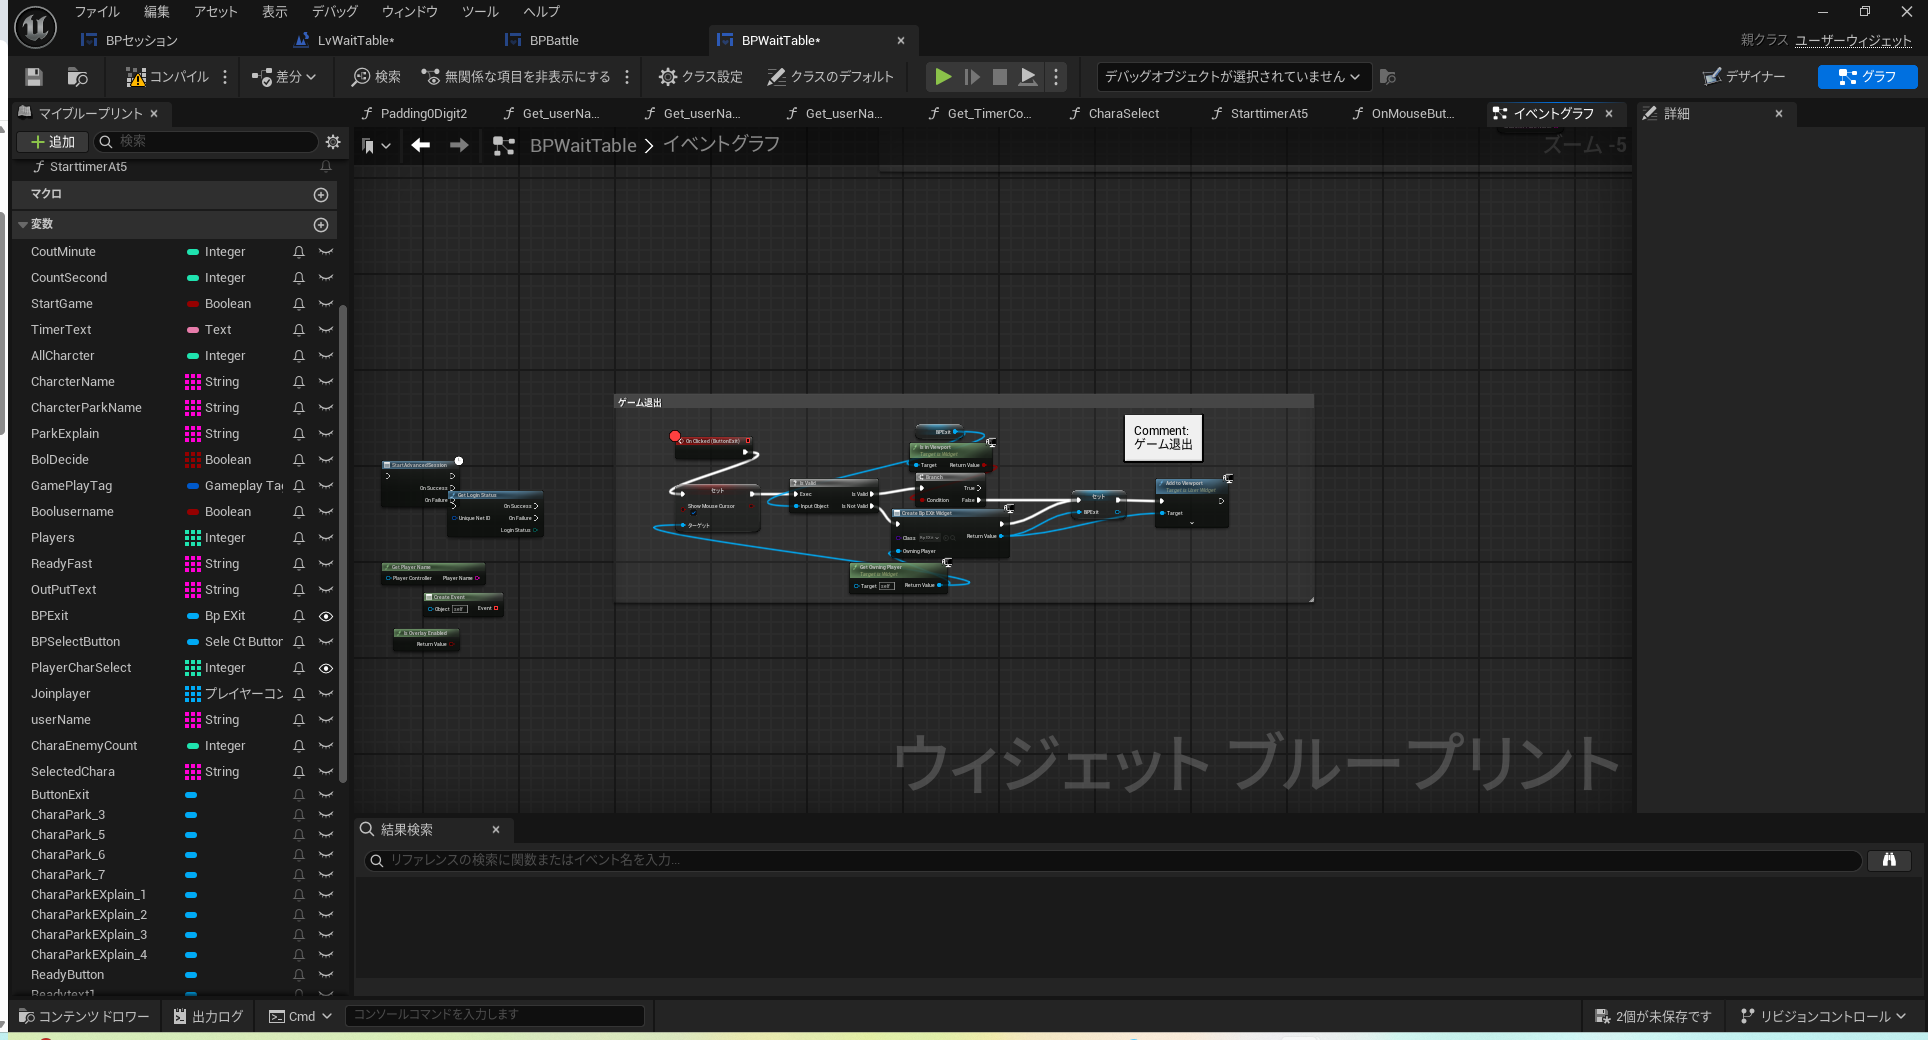 ファイル
編集
アセット
表示
デバッグ
ウィンドウ
ツール
ヘルプ
BPセッション
LvWaitTable*
BPBattle
BPWaitTable*
親クラス ユーザーウィジェット
コンパイル
差分
検索
無関係な項目を非表示にする
クラス設定
クラスのデフォルト
デバッグオブジェクトが選択されていません
デザイナー
グラフ
マイブループリント
Padding0Digit2
Get_userNa...
Get_userNa...
Get_userNa...
Get_TimerCo...
CharaSelect
StarttimerAt5
OnMouseBut...
イベントグラフ
詳細
追加
検索
BPWaitTable > イベントグラフ
ズーム -5
StarttimerAt5
マクロ
変数
CoutMinute Integer
CountSecond Integer
StartGame Boolean
TimerText Text
AllCharcter Integer
CharcterName String
CharcterParkName String
ParkExplain String
BolDecide Boolean
GamePlayTag Gameplay Tag
Boolusername Boolean
Players Integer
ReadyFast String
OutPutText String
BPExit Bp EXit
BPSelectButton Sele Ct Button
PlayerCharSelect Integer
Joinplayer プレイヤーコン
userName String
CharaEnemyCount Integer
SelectedChara String
ButtonExit
CharaPark_3
CharaPark_5
CharaPark_6
CharaPark_7
CharaParkEXplain_1
CharaParkEXplain_2
CharaParkEXplain_3
CharaParkEXplain_4
ReadyButton
Readytext1
ゲーム退出
On Clicked (ButtonExit)
セット
Show Mouse Cursor
ターゲット
Is Valid
Exec
Is Valid
Input Object
Is Not Valid
BPExit
Is in Viewport
Target is Widget
Target
Return Value
Branch
True
Condition
False
Create Bp EXit Widget
Class
Return Value
Owning Player
Get Owning Player
Target is Widget
Target self
Return Value
セット
BPExit
Comment:
ゲーム退出
Add to Viewport
Target is User Widget
Target
StartAdvancedSession
On Success
On Failure
Get Login Status
On Success
Unique Net ID
On Failure
Login Status
Get Player Name
Player Controller
Player Name
Create Event
Object self
Event
Is Overlay Enabled
Return Value
ウィジェット ブループリント
結果検索
リファレンスの検索に関数またはイベント名を入力...
コンテンツドロワー
出力ログ
Cmd
コンソールコマンドを入力します
2個が未保存です
リビジョンコントロール